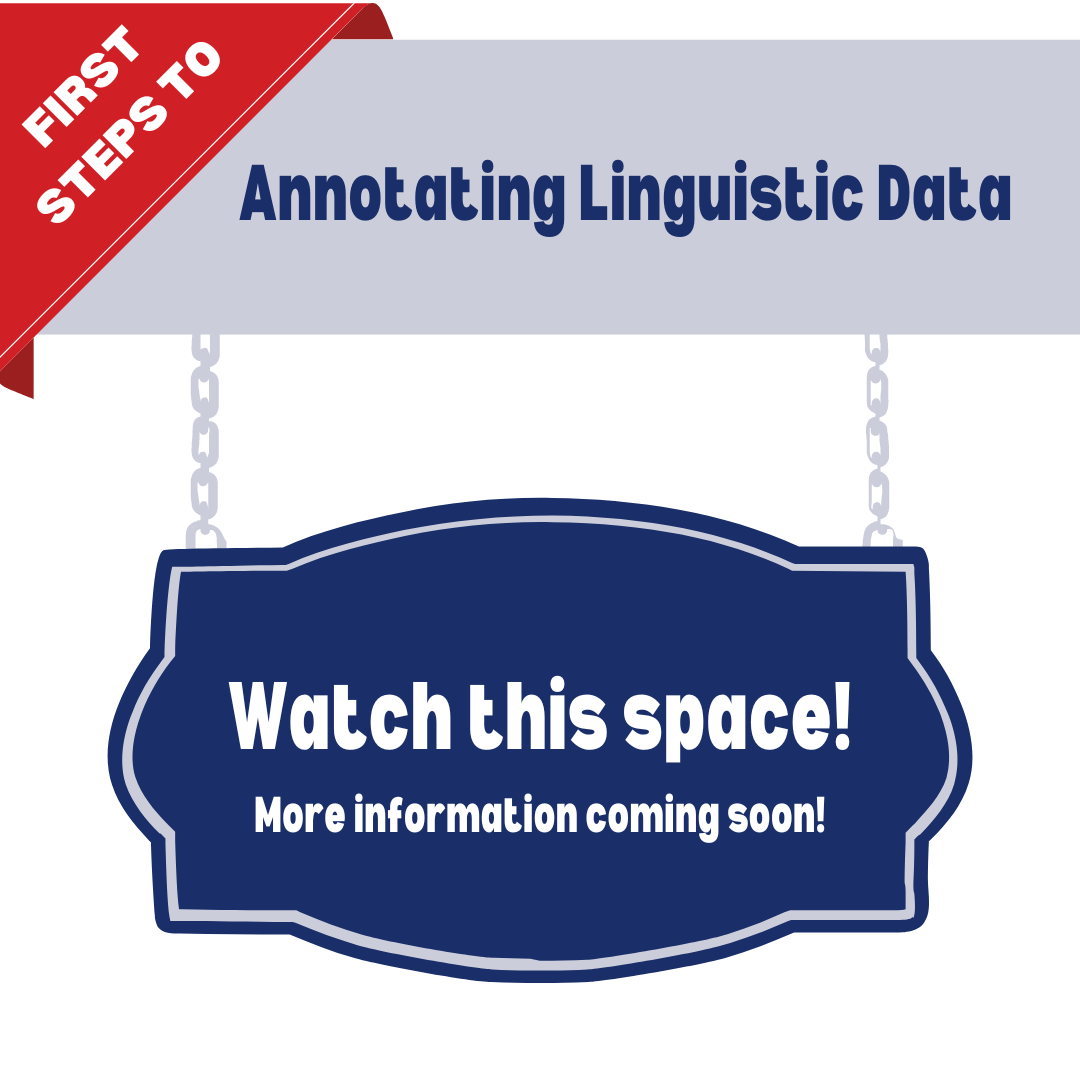 FIRST
STEPS TO
Annotating Linguistic Data
Watch this space!
More information coming soon!